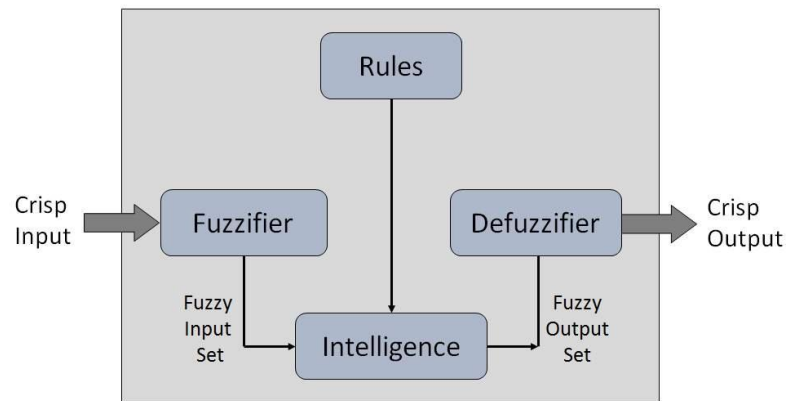 Rules
Crisp
Input
Fuzzifier
Defuzzifier
Crisp
Output
Fuzzy
Input
Set
Intelligence
Fuzzy
Output
Set